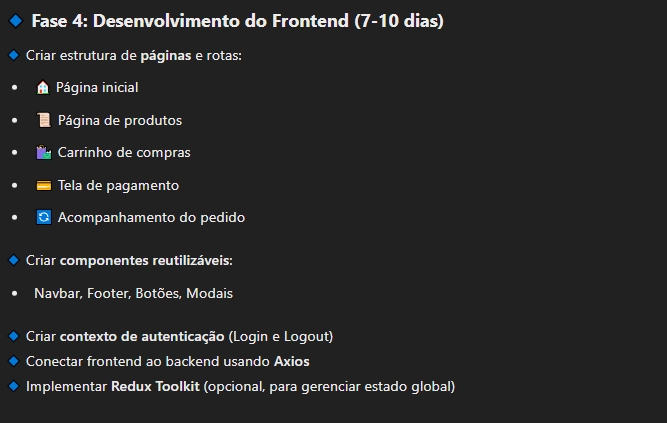 🔷 Fase 4: Desenvolvimento do Frontend (7-10 dias)
🔹 Criar estrutura de páginas e rotas:
• 🏠 Página inicial
• 📜 Página de produtos
• 🛍️ Carrinho de compras
• 💳 Tela de pagamento
• 🔄 Acompanhamento do pedido
🔹 Criar componentes reutilizáveis:
• Navbar, Footer, Botões, Modais
🔹 Criar contexto de autenticação (Login e Logout)
🔹 Conectar frontend ao backend usando Axios
🔹 Implementar Redux Toolkit (opcional, para gerenciar estado global)